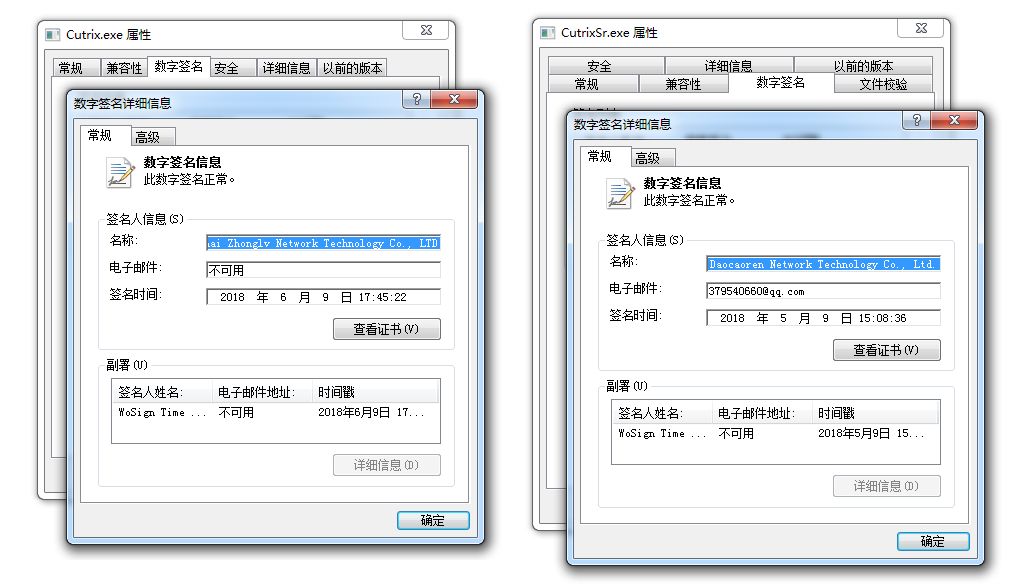 Cutrix.exe 属性
常规 兼容性 数字签名 安全 详细信息 以前的版本
数字签名详细信息
常规 高级
数字签名信息
此数字签名正常。
签名人信息(S)
名称: ai Zhonglv Network Technology Co., LTD
电子邮件: 不可用
签名时间: 2018 年 6 月 9 日 17:45:22
查看证书(V)
副署(U)
签名人姓名: 电子邮件地址: 时间戳
WoSign Time ... 不可用 2018年6月9日 17...
详细信息(D)
确定
CutrixSr.exe 属性
安全 详细信息 以前的版本
常规 兼容性 数字签名 文件校验
数字签名详细信息
常规 高级
数字签名信息
此数字签名正常。
签名人信息(S)
名称: Daocaoren Network Technology Co., Ltd.
电子邮件: 379540660@qq.com
签名时间: 2018 年 5 月 9 日 15:08:36
查看证书(V)
副署(U)
签名人姓名: 电子邮件地址: 时间戳
WoSign Time ... 不可用 2018年5月9日 15...
详细信息(D)
确定